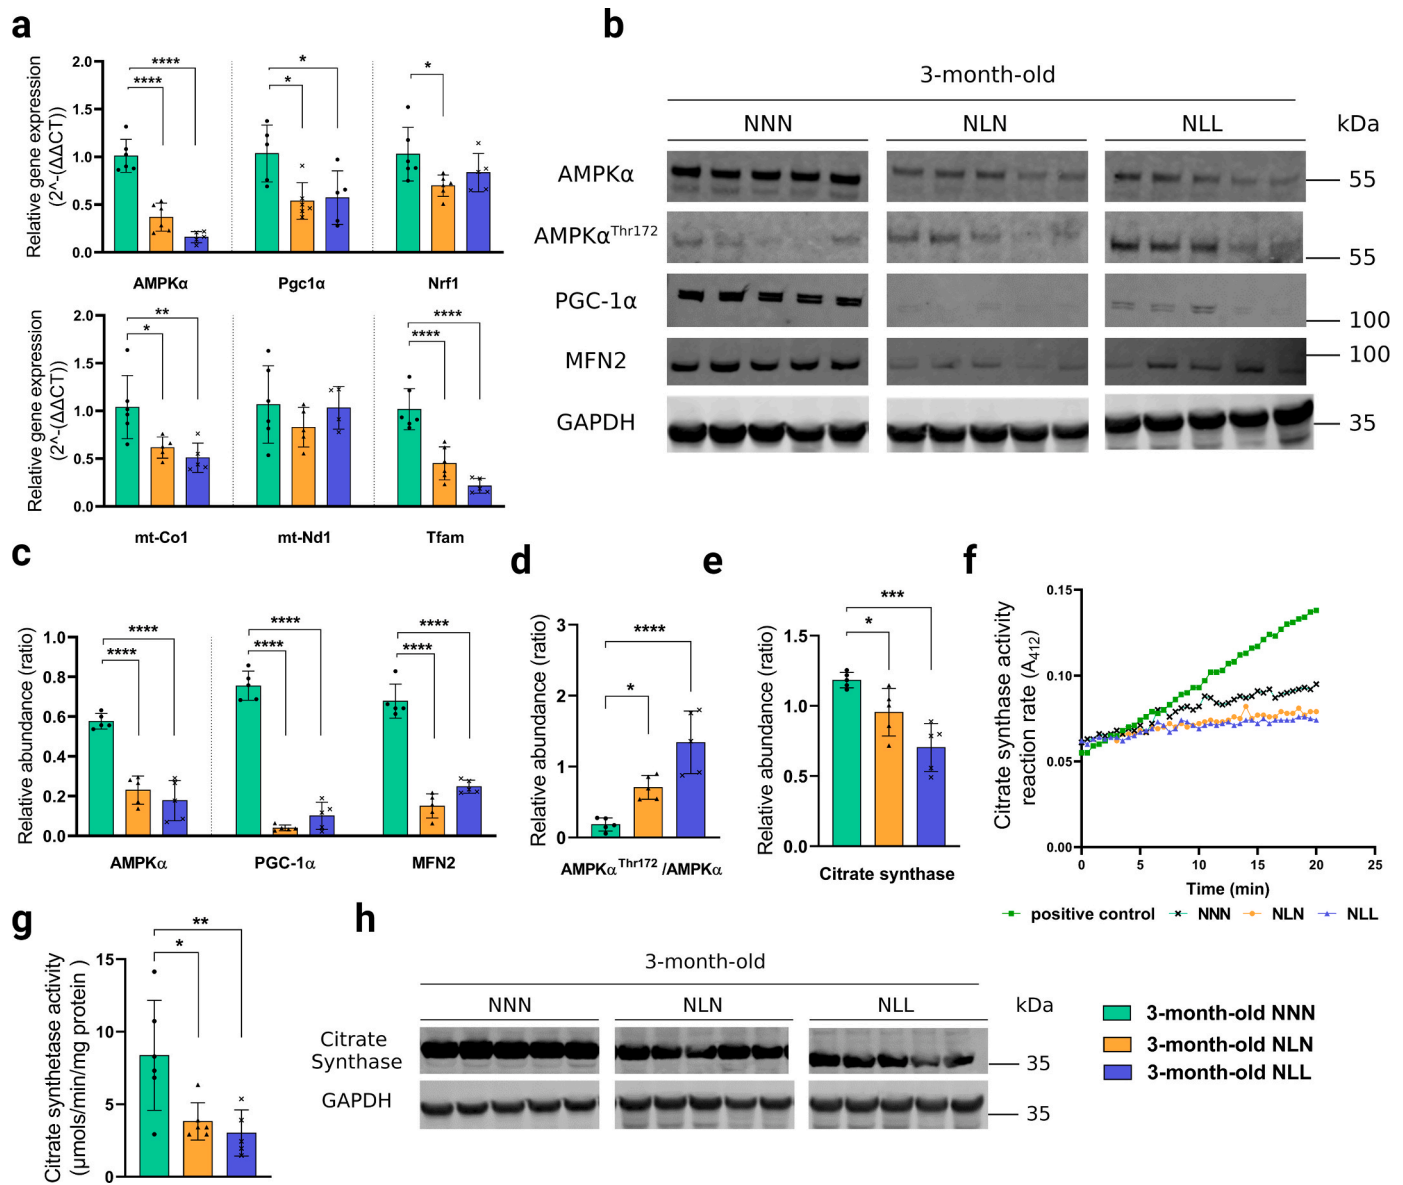 a
Relative gene expression
(2^-(ΔΔCT))
2.0
1.5
1.0
0.5
0.0
****
****
*
*
*
AMPKα
Pgc1α
Nrf1
Relative gene expression
(2^-(ΔΔCT))
2.0
1.5
1.0
0.5
0.0
**
*
****
****
mt-Co1
mt-Nd1
Tfam
b
3-month-old
NNN
NLN
NLL
kDa
AMPKα
55
AMPKαThr172
55
PGC-1α
100
MFN2
100
GAPDH
35
c
Relative abundance (ratio)
1.0
0.8
0.6
0.4
0.2
0.0
****
****
****
****
****
****
AMPKα
PGC-1α
MFN2
d
Relative abundance (ratio)
3
2
1
0
****
*
AMPKαThr172 /AMPKα
e
Relative abundance (ratio)
1.5
1.0
0.5
0.0
***
*
Citrate synthase
f
Citrate synthase activity
reaction rate (A412)
0.15
0.10
0.05
0.00
0
5
10
15
20
25
Time (min)
positive control
NNN
NLN
NLL
g
Citrate synthetase activity
(µmols/min/mg protein )
15
10
5
0
**
*
h
3-month-old
NNN
NLN
NLL
kDa
Citrate
Synthase
35
GAPDH
35
3-month-old NNN
3-month-old NLN
3-month-old NLL